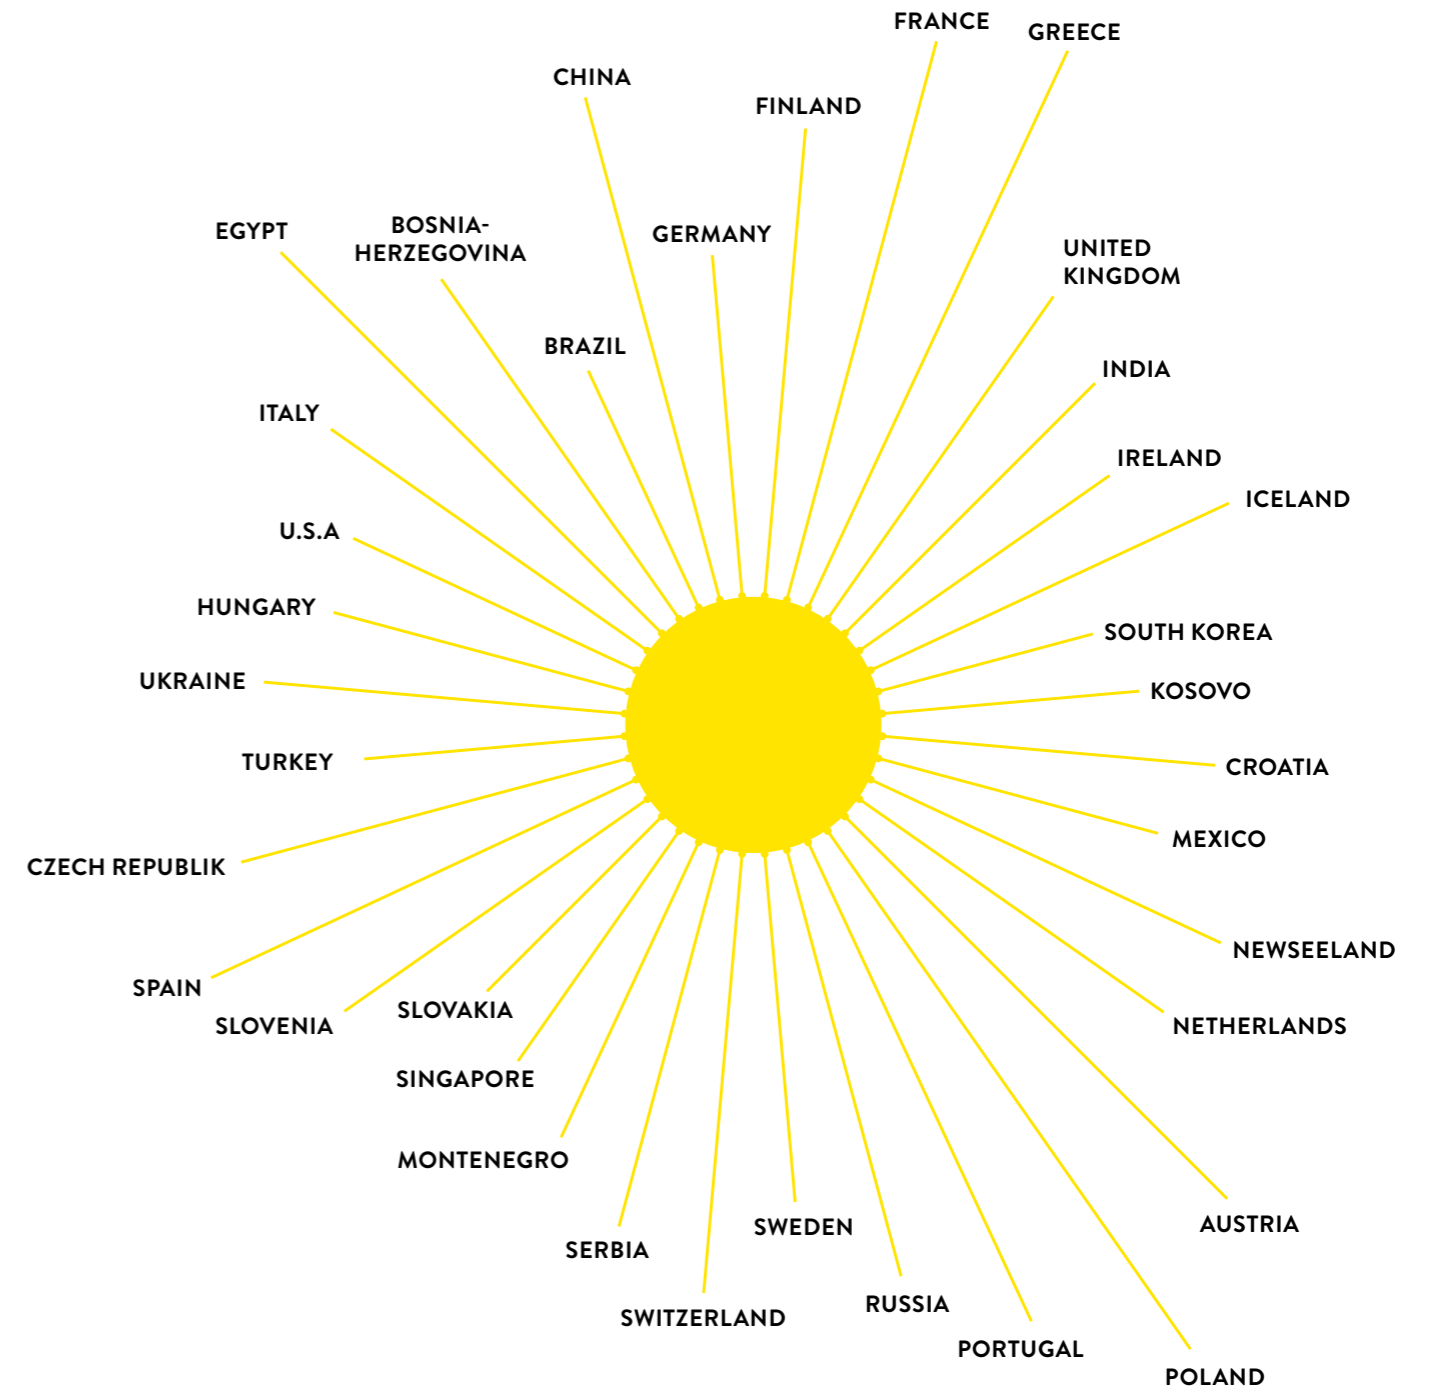 FRANCE
GREECE
CHINA
FINLAND
EGYPT
BOSNIA-
HERZEGOVINA
GERMANY
UNITED
KINGDOM
BRAZIL
INDIA
ITALY
IRELAND
ICELAND
U.S.A
HUNGARY
SOUTH KOREA
UKRAINE
KOSOVO
TURKEY
CROATIA
MEXICO
CZECH REPUBLIK
NEWSEELAND
SPAIN
SLOVENIA
SLOVAKIA
NETHERLANDS
SINGAPORE
MONTENEGRO
AUSTRIA
SWEDEN
SERBIA
RUSSIA
SWITZERLAND
PORTUGAL
POLAND